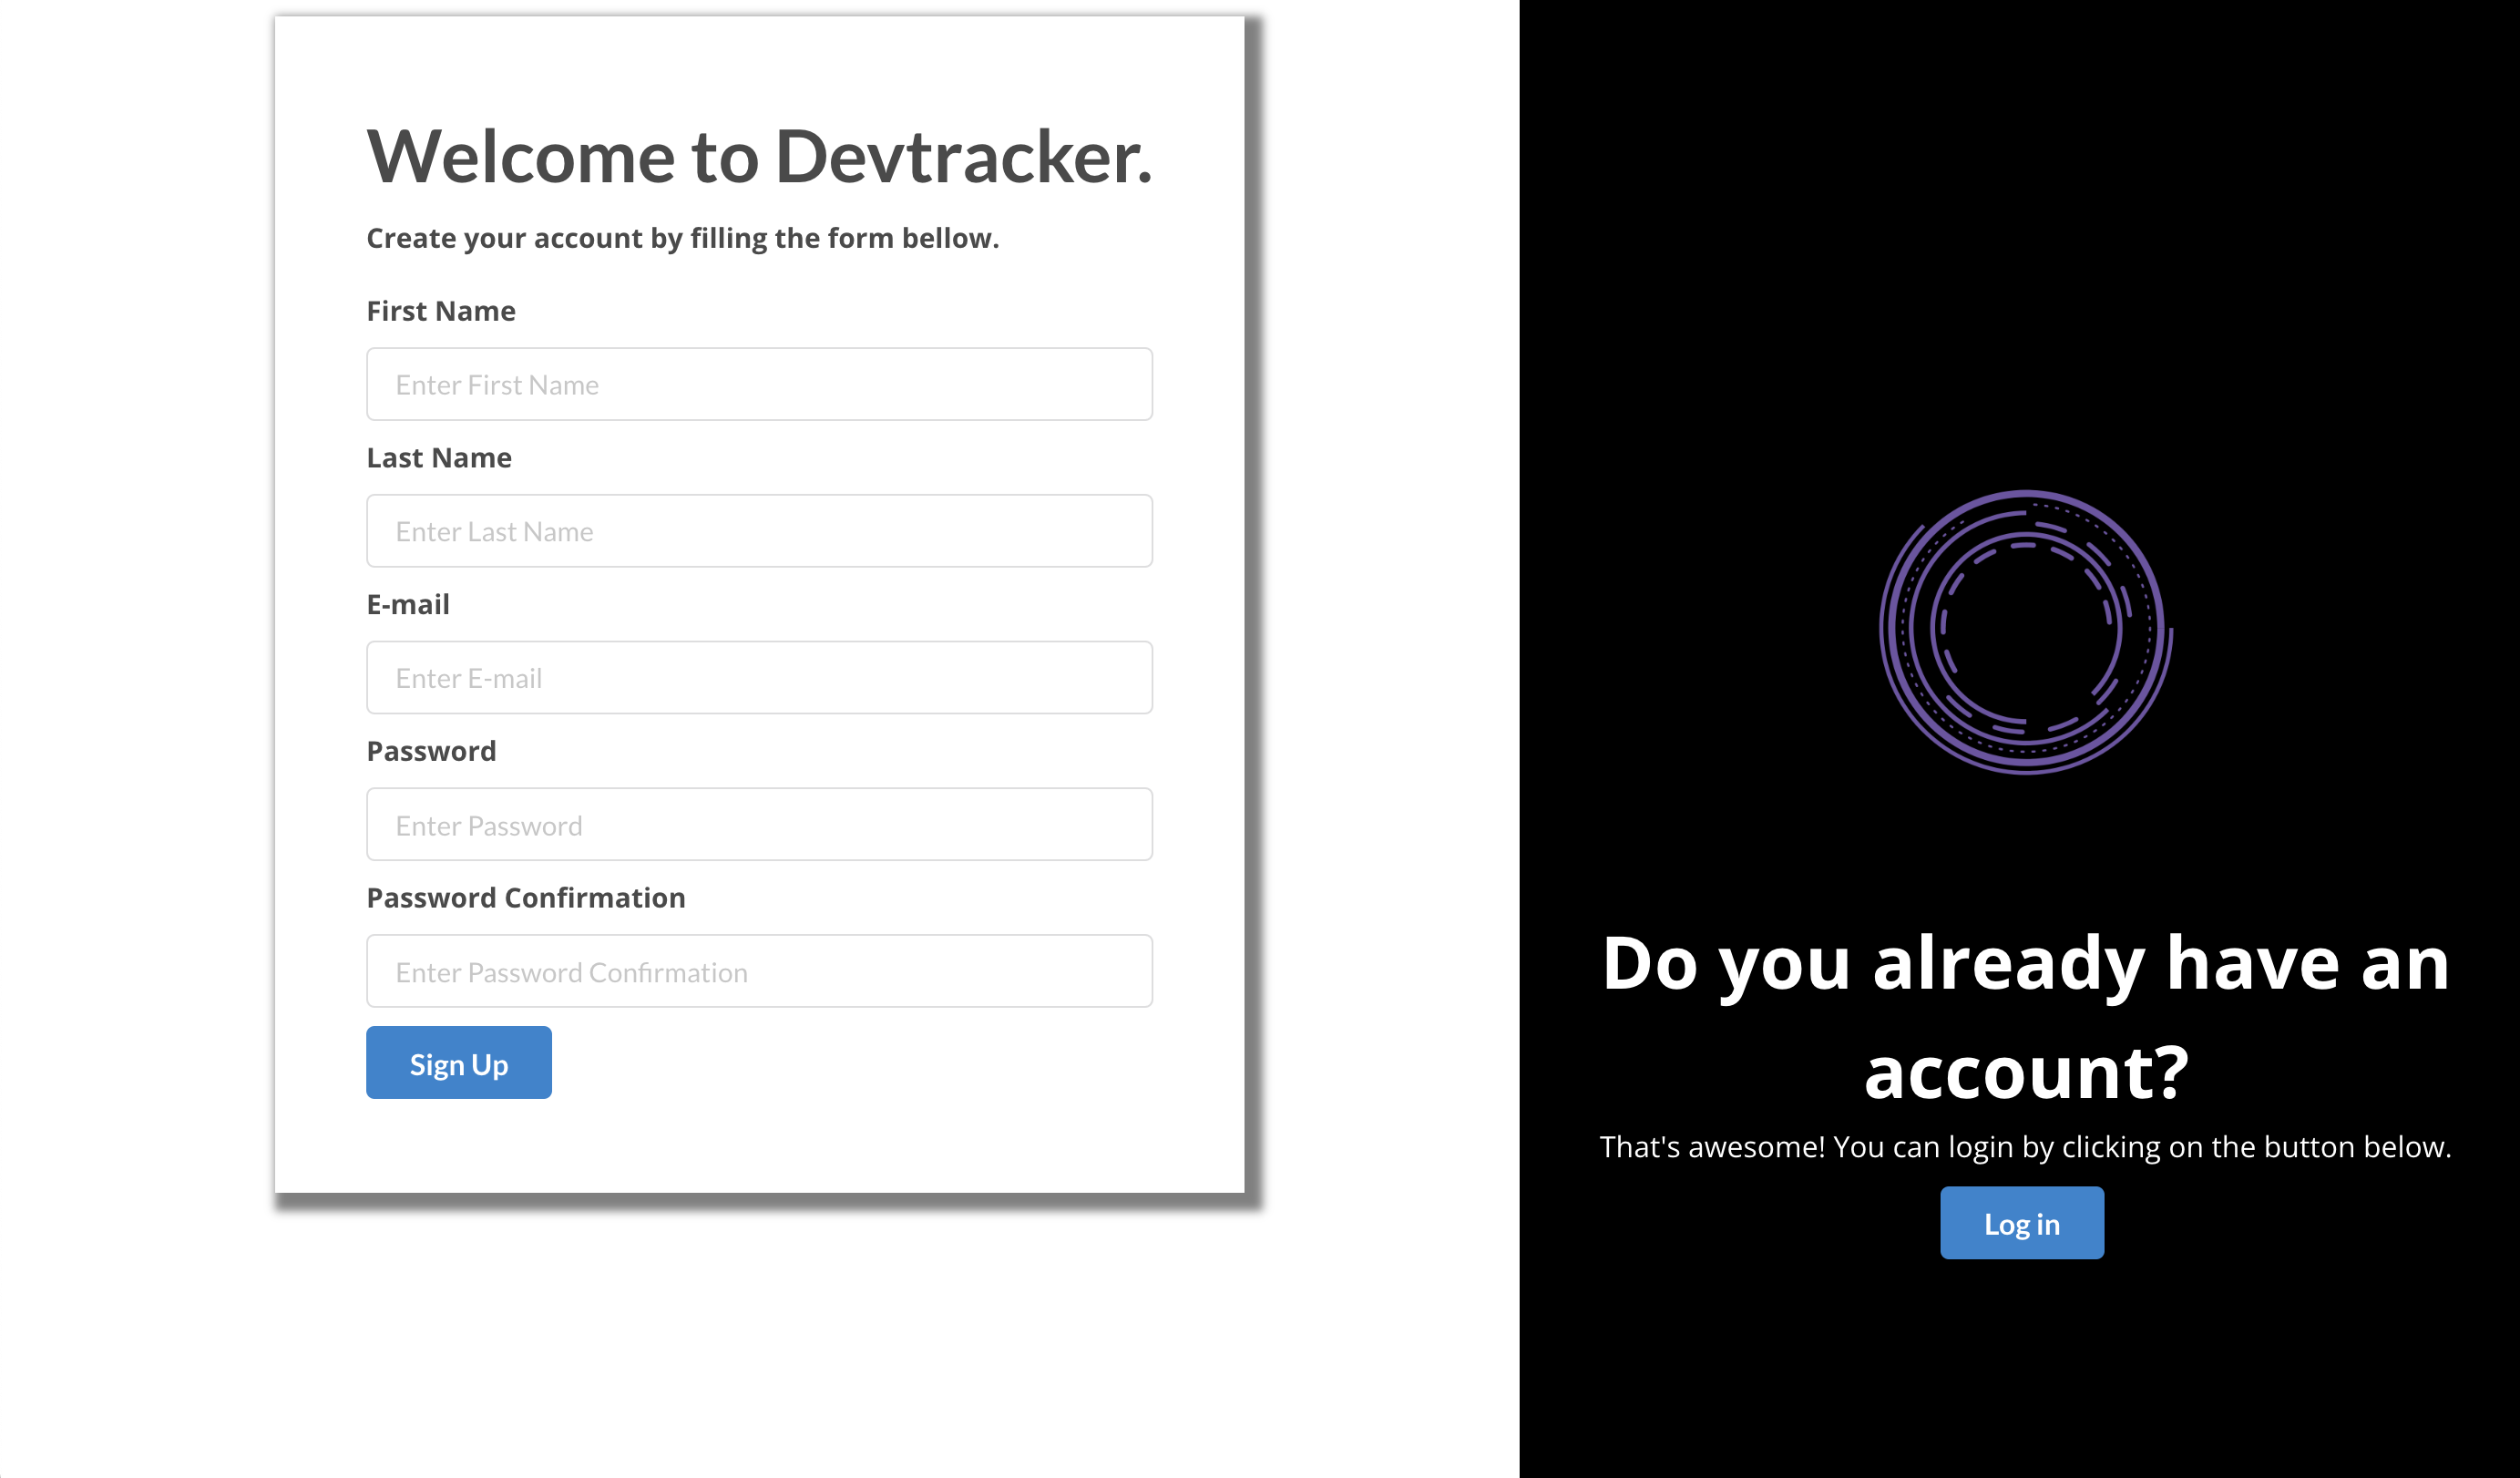 Welcome to Devtracker.
Create your account by filling the form bellow.
First Name
Enter First Name
Last Name
Enter Last Name
E-mail
Enter E-mail
Password
Enter Password
Password Confirmation
Enter Password Confirmation
Sign Up
Do you already have an
account?
That's awesome! You can login by clicking on the button below.
Log in